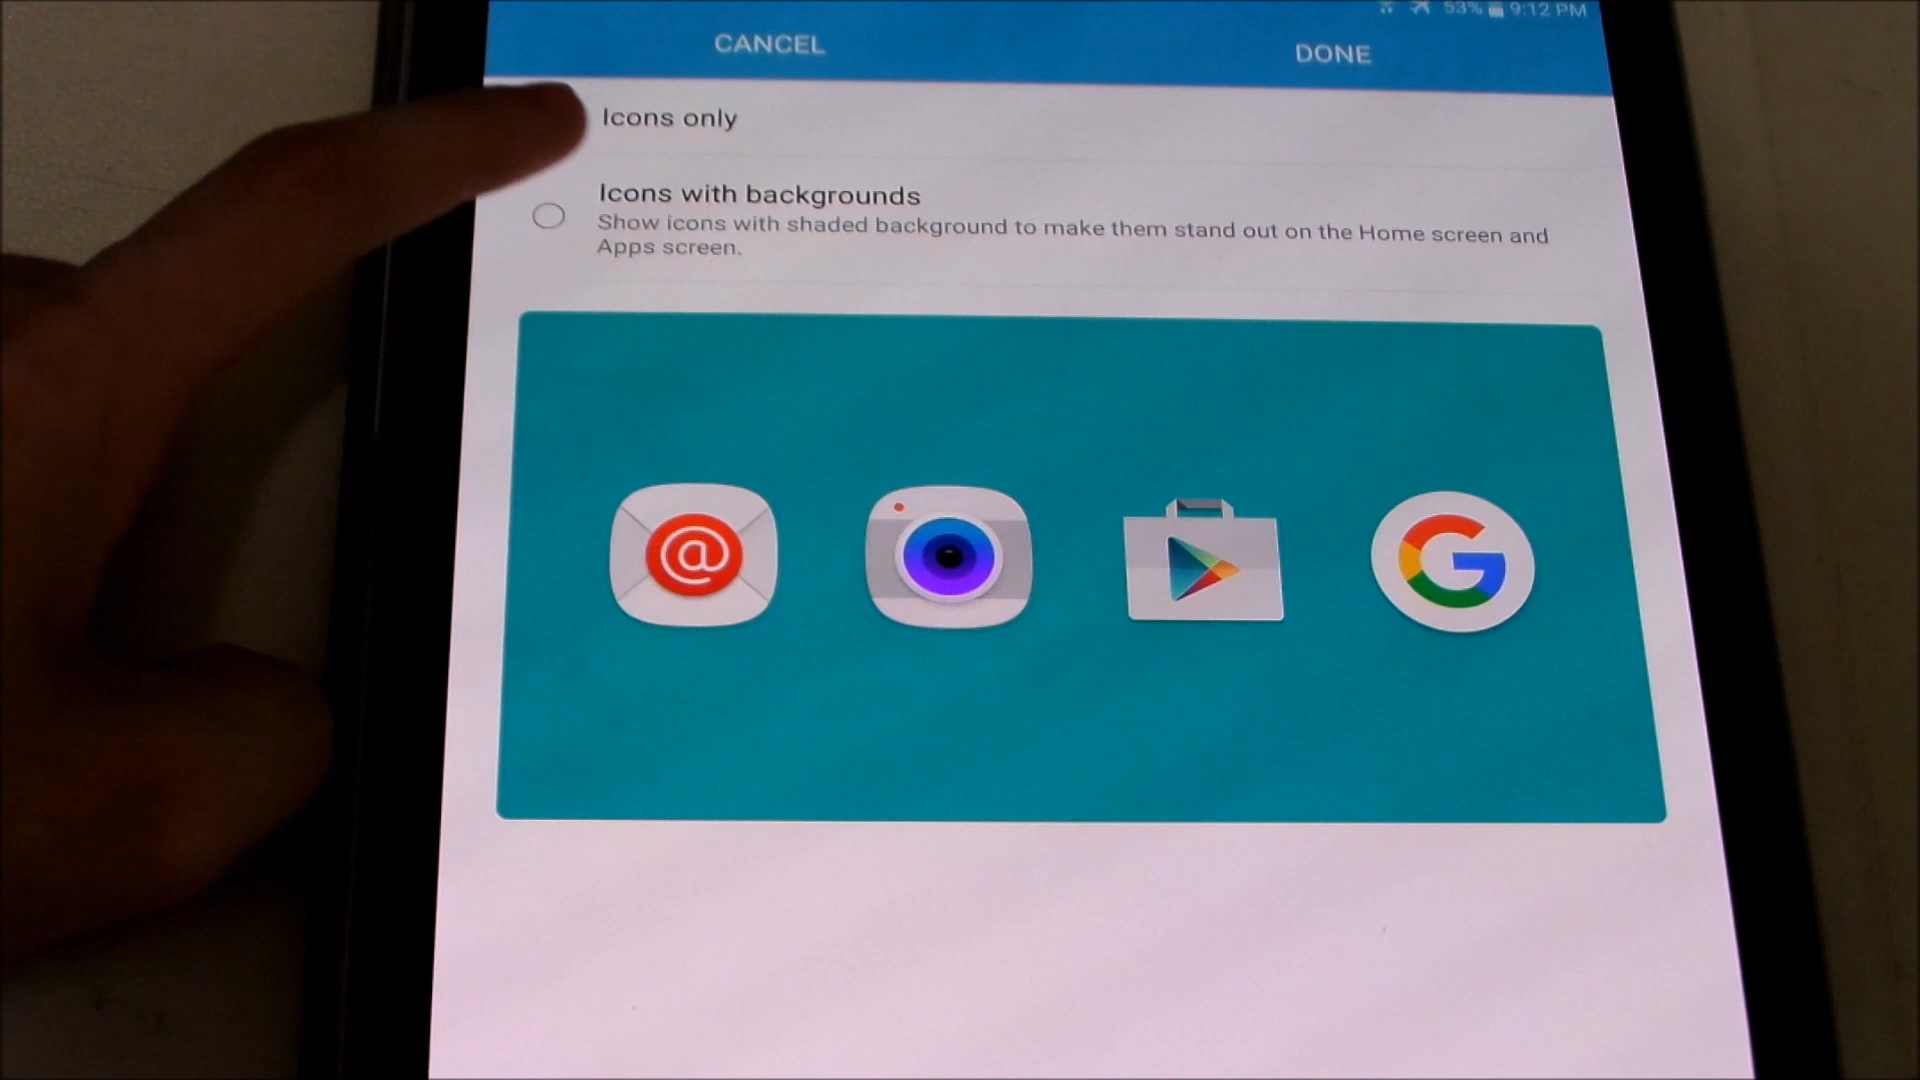 53% 9:12 PM
CANCEL DONE
Icons only
Icons with backgrounds
Show icons with shaded background to make them stand out on the Home screen and
Apps screen.
@
G